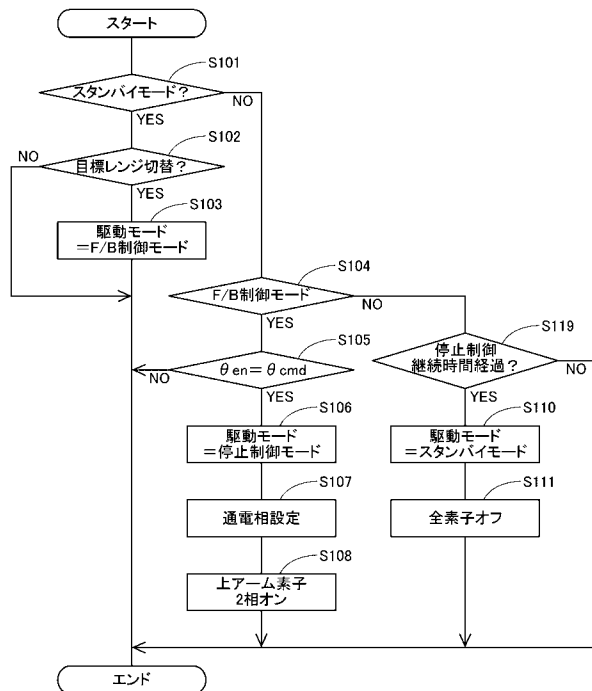 スタート
S101
スタンバイモード?
NO
YES
S102
NO
目標レンジ切替?
YES
S103
駆動モード
=F/B制御モード
S104
F/B制御モード
NO
YES
S105
θen=θcmd
NO
YES
S119
停止制御
継続時間経過?
NO
YES
S106
駆動モード
=停止制御モード
S110
駆動モード
=スタンバイモード
S107
通電相設定
S111
全素子オフ
S108
上アーム素子
2相オン
エンド